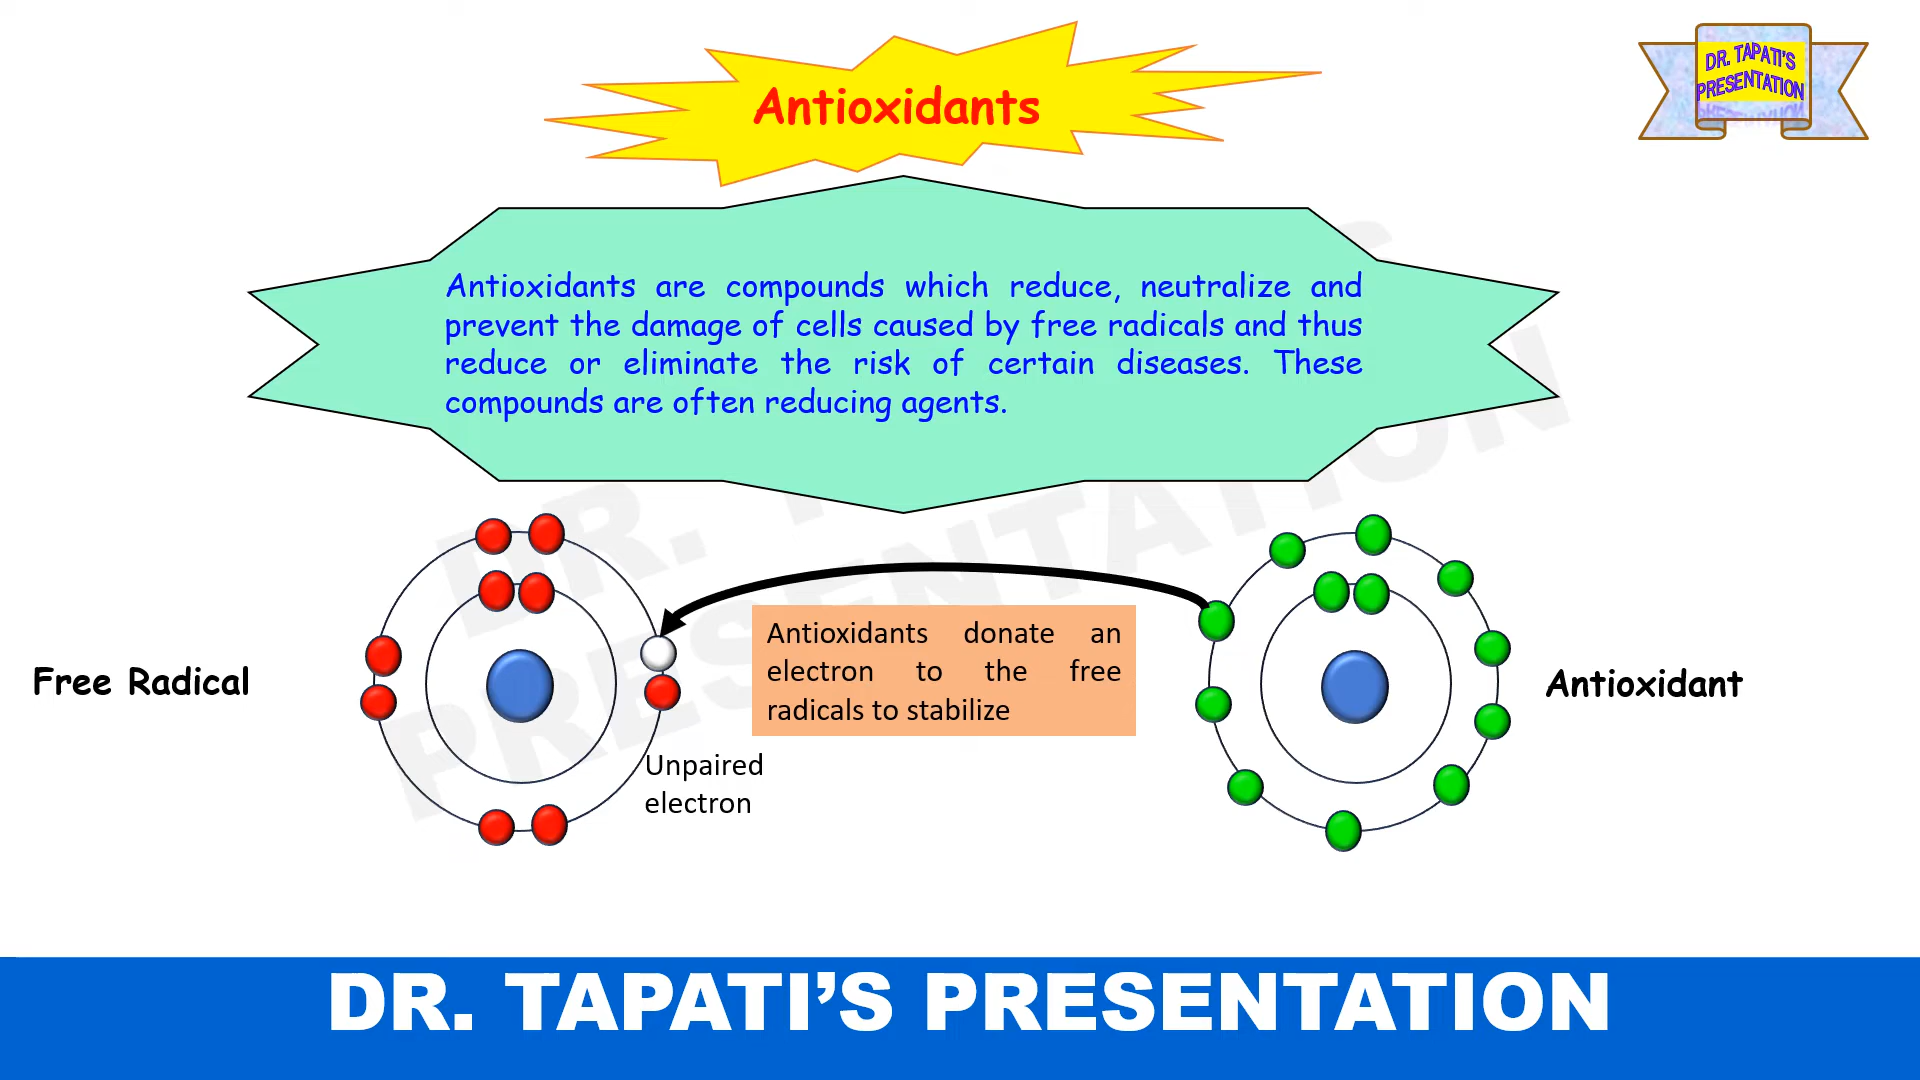 Antioxidants
DR. TAPATI'S
PRESENTATION
Antioxidants are compounds which reduce, neutralize and
prevent the damage of cells caused by free radicals and thus
reduce or eliminate the risk of certain diseases. These
compounds are often reducing agents.
Free Radical
Antioxidants donate an
electron to the free
radicals to stabilize
Antioxidant
Unpaired
electron
DR. TAPATI’S PRESENTATION